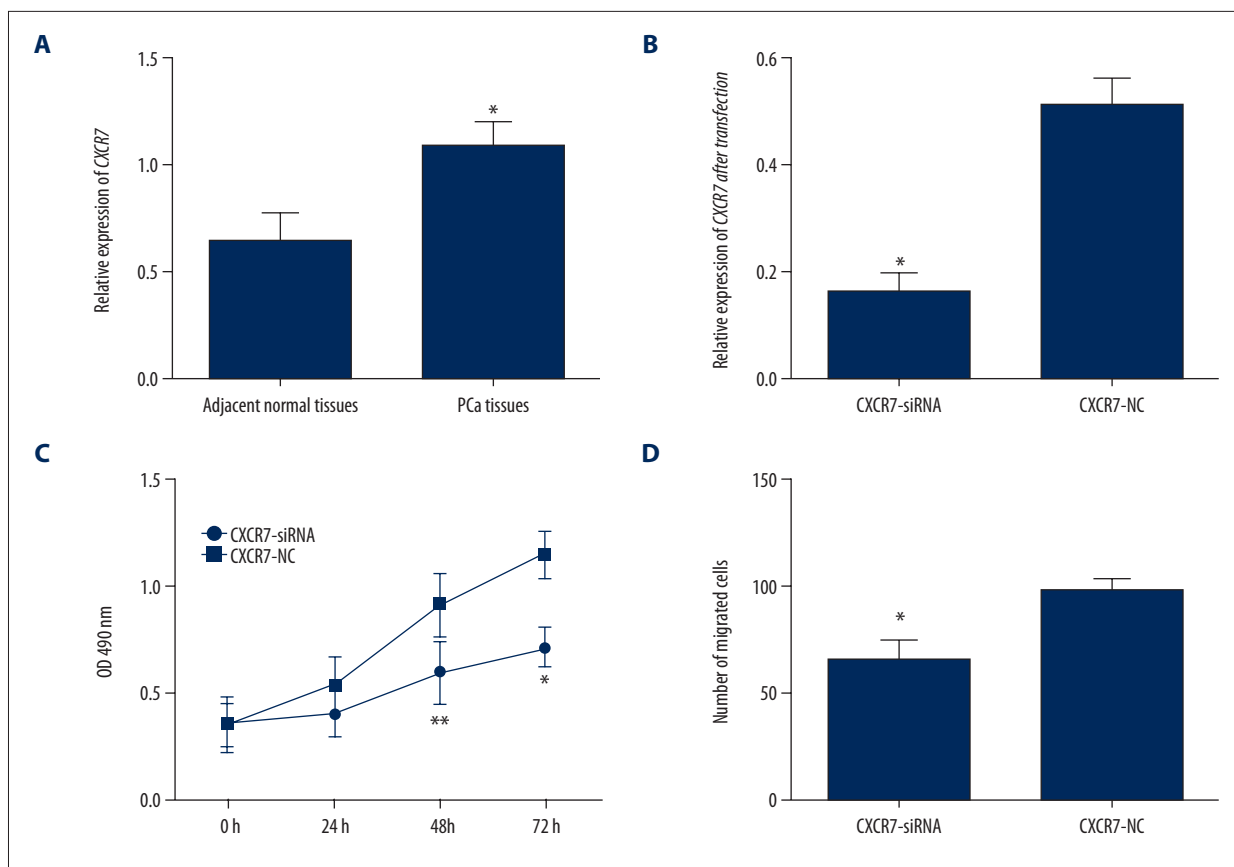 A
Relative expression of CXCR7
1.5
1.0
0.5
0.0
*
Adjacent normal tissues
PCa tissues
B
Relative expression of CXCR7 after transfection
0.6
0.4
0.2
0.0
*
CXCR7-siRNA
CXCR7-NC
C
OD 490 nm
1.5
1.0
0.5
0.0
CXCR7-siRNA
CXCR7-NC
**
*
0 h
24 h
48h
72 h
D
Number of migrated cells
150
100
50
0
*
CXCR7-siRNA
CXCR7-NC